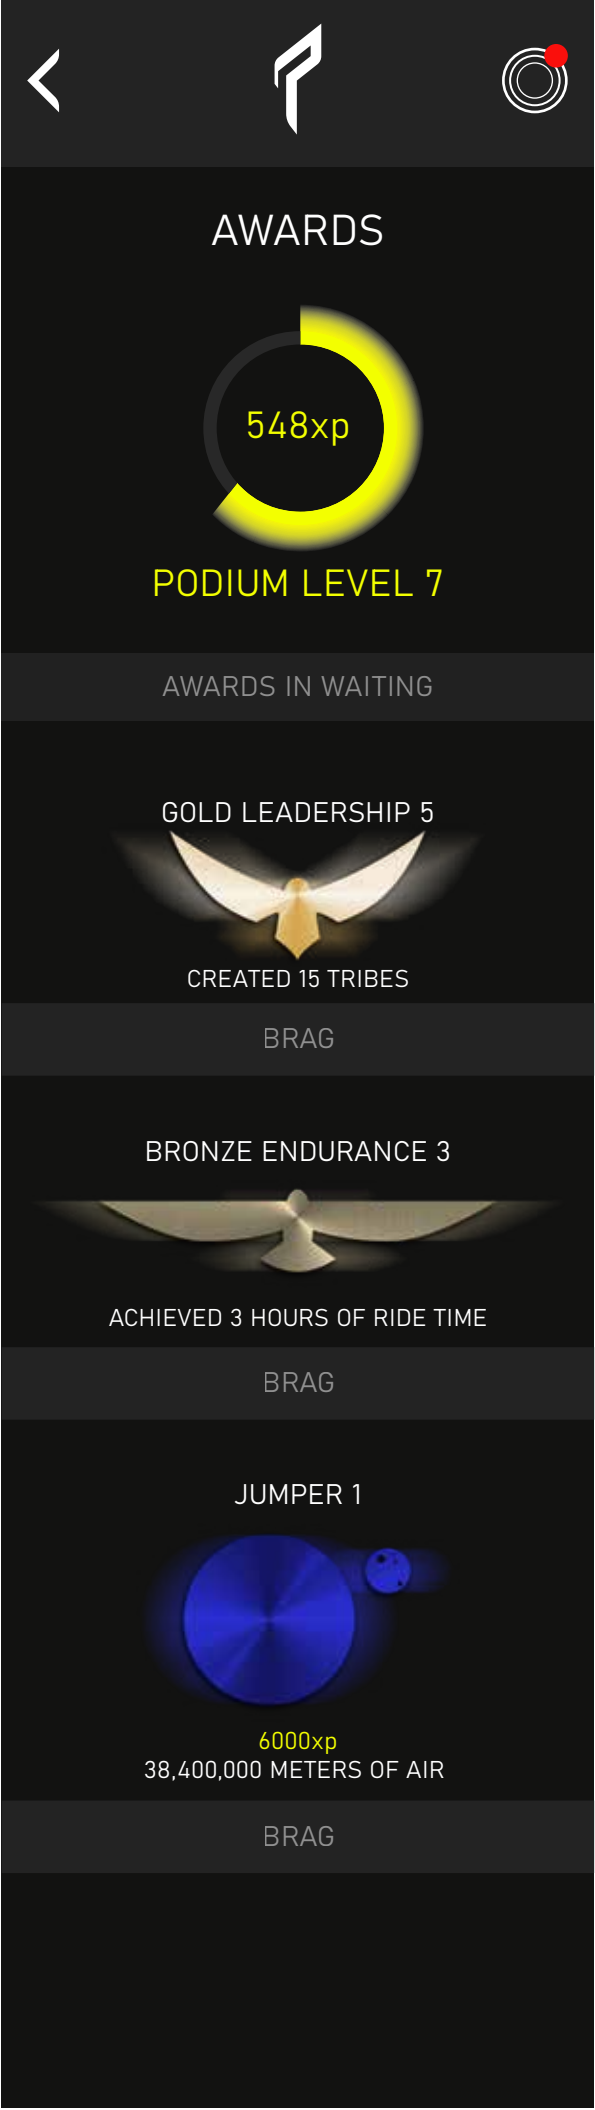 AWARDS
548xp
PODIUM LEVEL 7
AWARDS IN WAITING
GOLD LEADERSHIP 5
CREATED 15 TRIBES
BRAG
BRONZE ENDURANCE 3
ACHIEVED 3 HOURS OF RIDE TIME
BRAG
JUMPER 1
6000xp
38,400,000 METERS OF AIR
BRAG